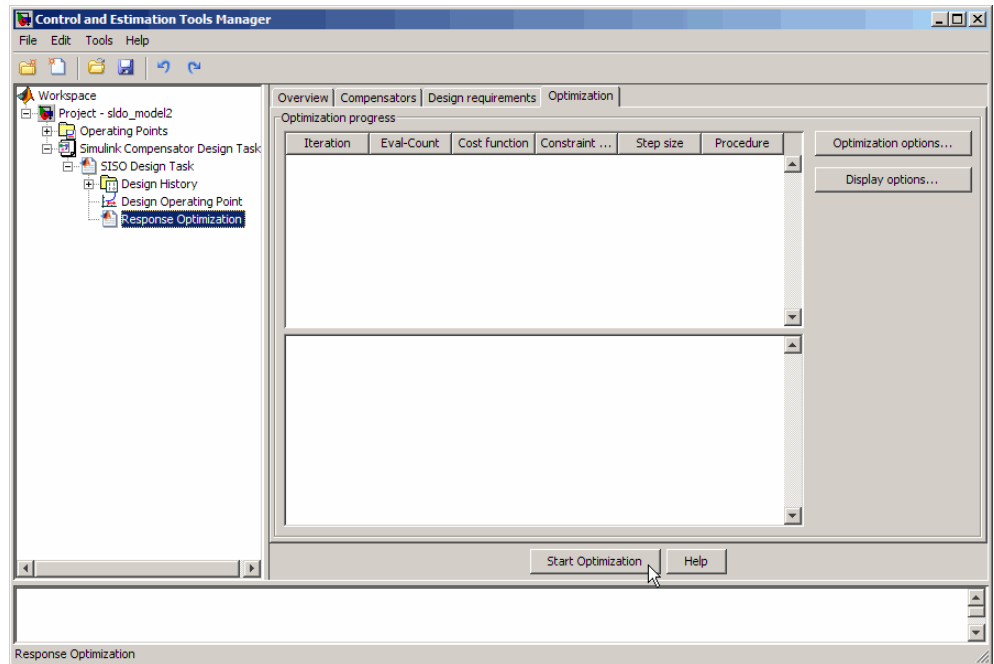 Control and Estimation Tools Manager
File Edit Tools Help
Workspace
Project - sldo_model2
Operating Points
Simulink Compensator Design Task
SISO Design Task
Design History
Design Operating Point
Response Optimization
Overview Compensators Design requirements Optimization
Optimization progress
Iteration Eval-Count Cost function Constraint ... Step size Procedure
Optimization options...
Display options...
Start Optimization Help
Response Optimization